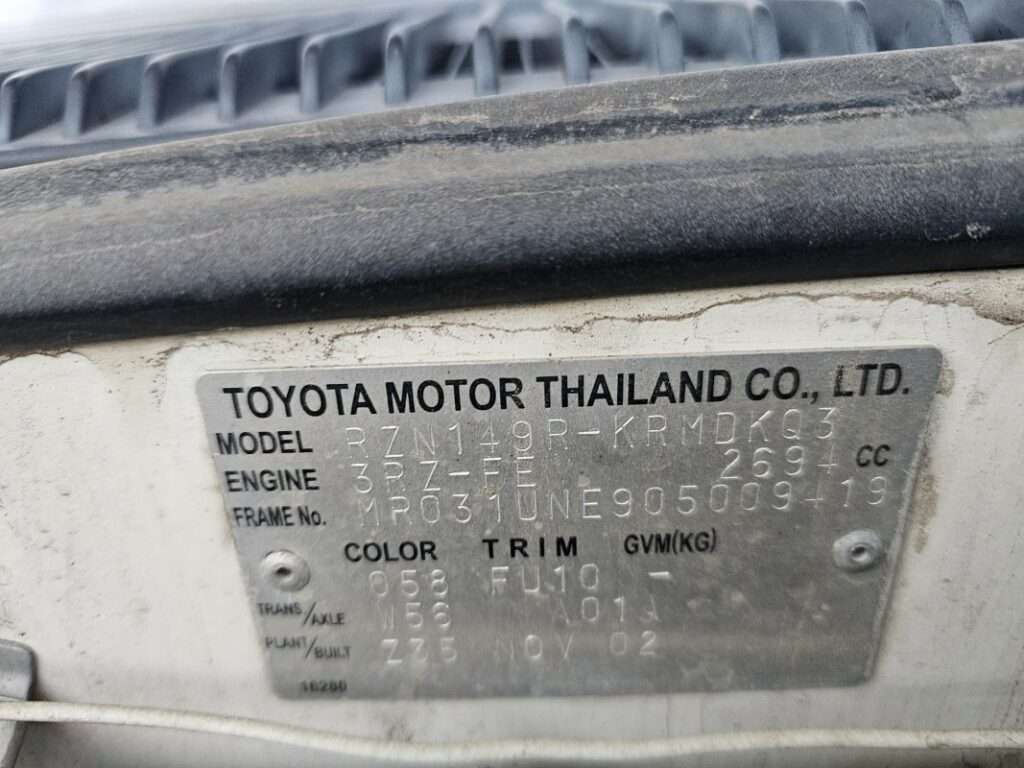 TOYOTA MOTOR THAILAND CO., LTD.
MODEL RZN149R-KRMDKQ3
ENGINE 3RZ-FE 2694 CC
FRAME No. MR031UNE905009419
COLOR TRIM GVM(KG)
058 FU10 -
TRANS/AXLE W56 A01A
PLANT/BUILT Z35 NOV 02
16280